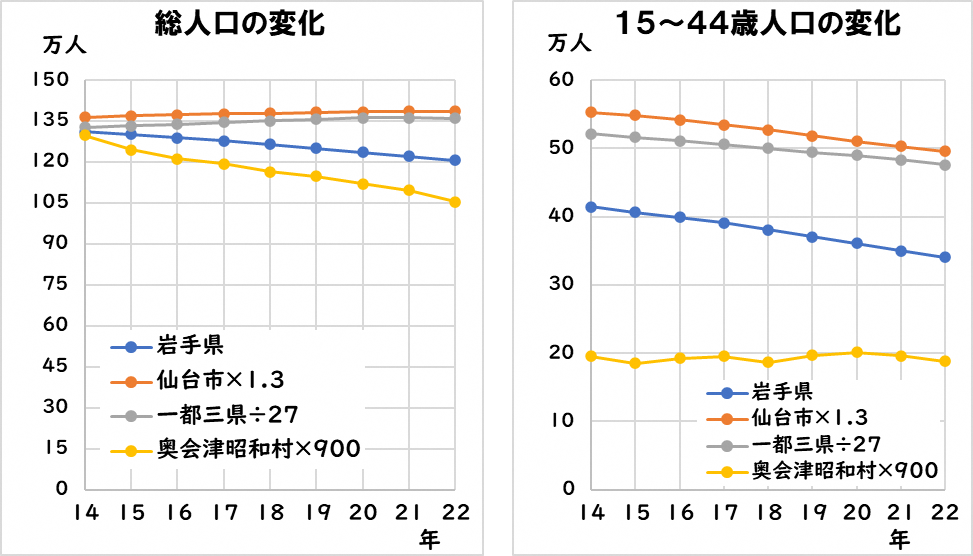 総人口の変化
万人
150
135
120
105
90
75
60
45
30
15
0
14 15 16 17 18 19 20 21 22
年
岩手県
仙台市×1.3
一都三県÷27
奥会津昭和村×900
15〜44歳人口の変化
万人
60
50
40
30
20
10
0
14 15 16 17 18 19 20 21 22
年
岩手県
仙台市×1.3
一都三県÷27
奥会津昭和村×900